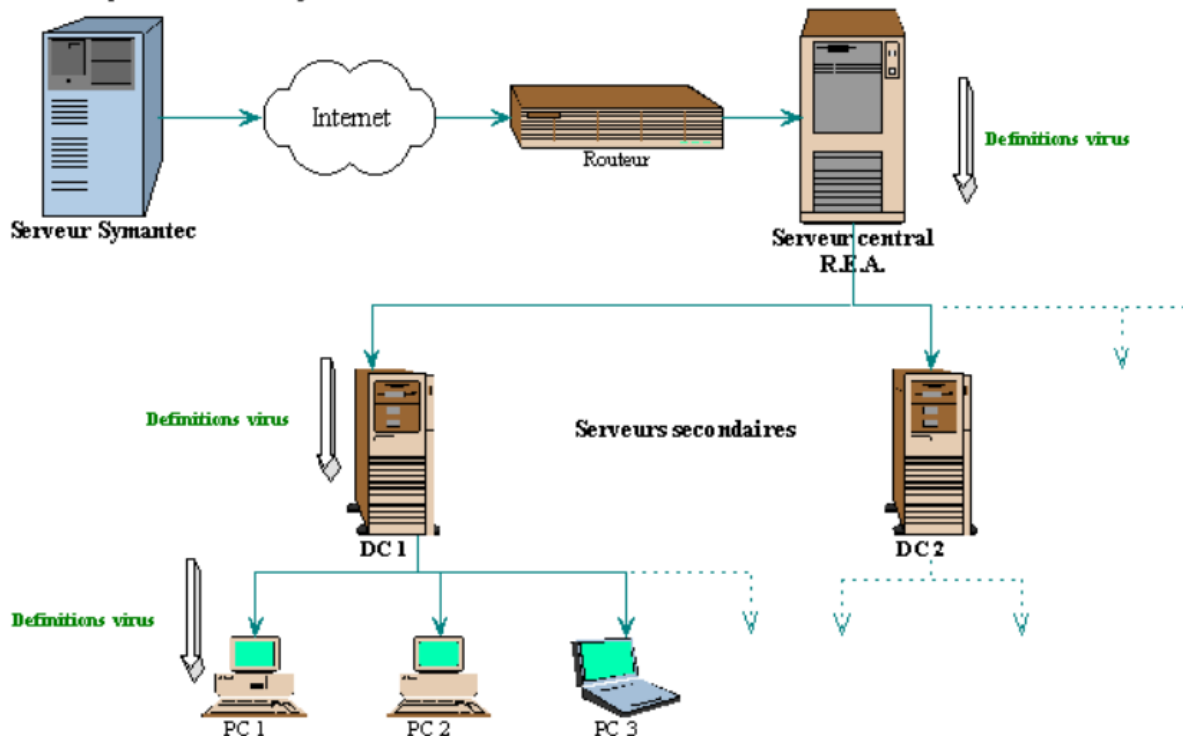 Internet
Routeur
Definitions virus
Serveur Symantec
Serveur central
R.E.A.
Definitions virus
Serveurs secondaires
DC 1
DC 2
Definitions virus
PC 1
PC 2
PC 3